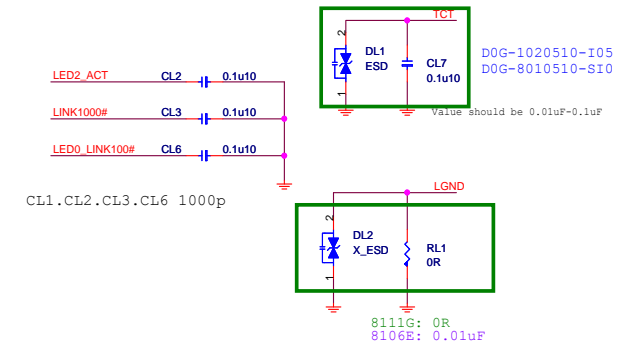 TCT
2
DL1
ESD
CL7
0.1u10
1
D0G-1020510-I05
D0G-8010510-SI0
Value should be 0.01uF-0.1uF
LED2_ACT CL2 0.1u10
LINK1000# CL3 0.1u10
LED0_LINK100# CL6 0.1u10
CL1.CL2.CL3.CL6 1000p
LGND
2
DL2
X_ESD
RL1
0R
1
8111G: 0R
8106E: 0.01uF